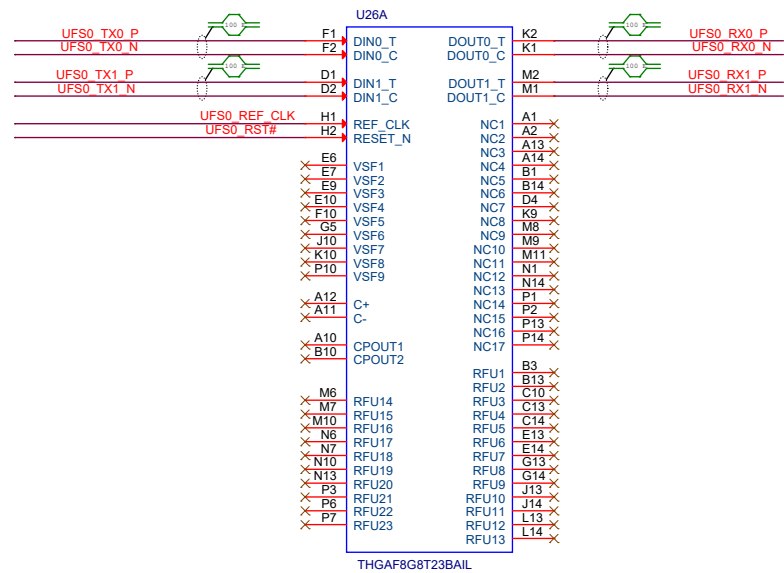 U26A
100 E
100 E
UFS0_TX0_P F1 DIN0_T DOUT0_T K2 UFS0_RX0_P
UFS0_TX0_N F2 DIN0_C DOUT0_C K1 UFS0_RX0_N
100 E
100 E
UFS0_TX1_P D1 DIN1_T DOUT1_T M2 UFS0_RX1_P
UFS0_TX1_N D2 DIN1_C DOUT1_C M1 UFS0_RX1_N
UFS0_REF_CLK H1 REF_CLK NC1 A1
UFS0_RST# H2 RESET_N NC2 A2
NC3 A13
E6 VSF1 NC4 A14
E7 VSF2 NC5 B1
E9 VSF3 NC6 B14
E10 VSF4 NC7 D4
F10 VSF5 NC8 K9
G5 VSF6 NC9 M8
J10 VSF7 NC10 M9
K10 VSF8 NC11 M11
P10 VSF9 NC12 N1
NC13 N14
A12 C+ NC14 P1
A11 C- NC15 P2
NC16 P13
A10 CPOUT1 NC17 P14
B10 CPOUT2
RFU1 B3
RFU2 B13
M6 RFU14 RFU3 C10
M7 RFU15 RFU4 C13
M10 RFU16 RFU5 C14
N6 RFU17 RFU6 E13
N7 RFU18 RFU7 E14
N10 RFU19 RFU8 G13
N13 RFU20 RFU9 G14
P3 RFU21 RFU10 J13
P6 RFU22 RFU11 J14
P7 RFU23 RFU12 L13
RFU13 L14
THGAF8G8T23BAIL